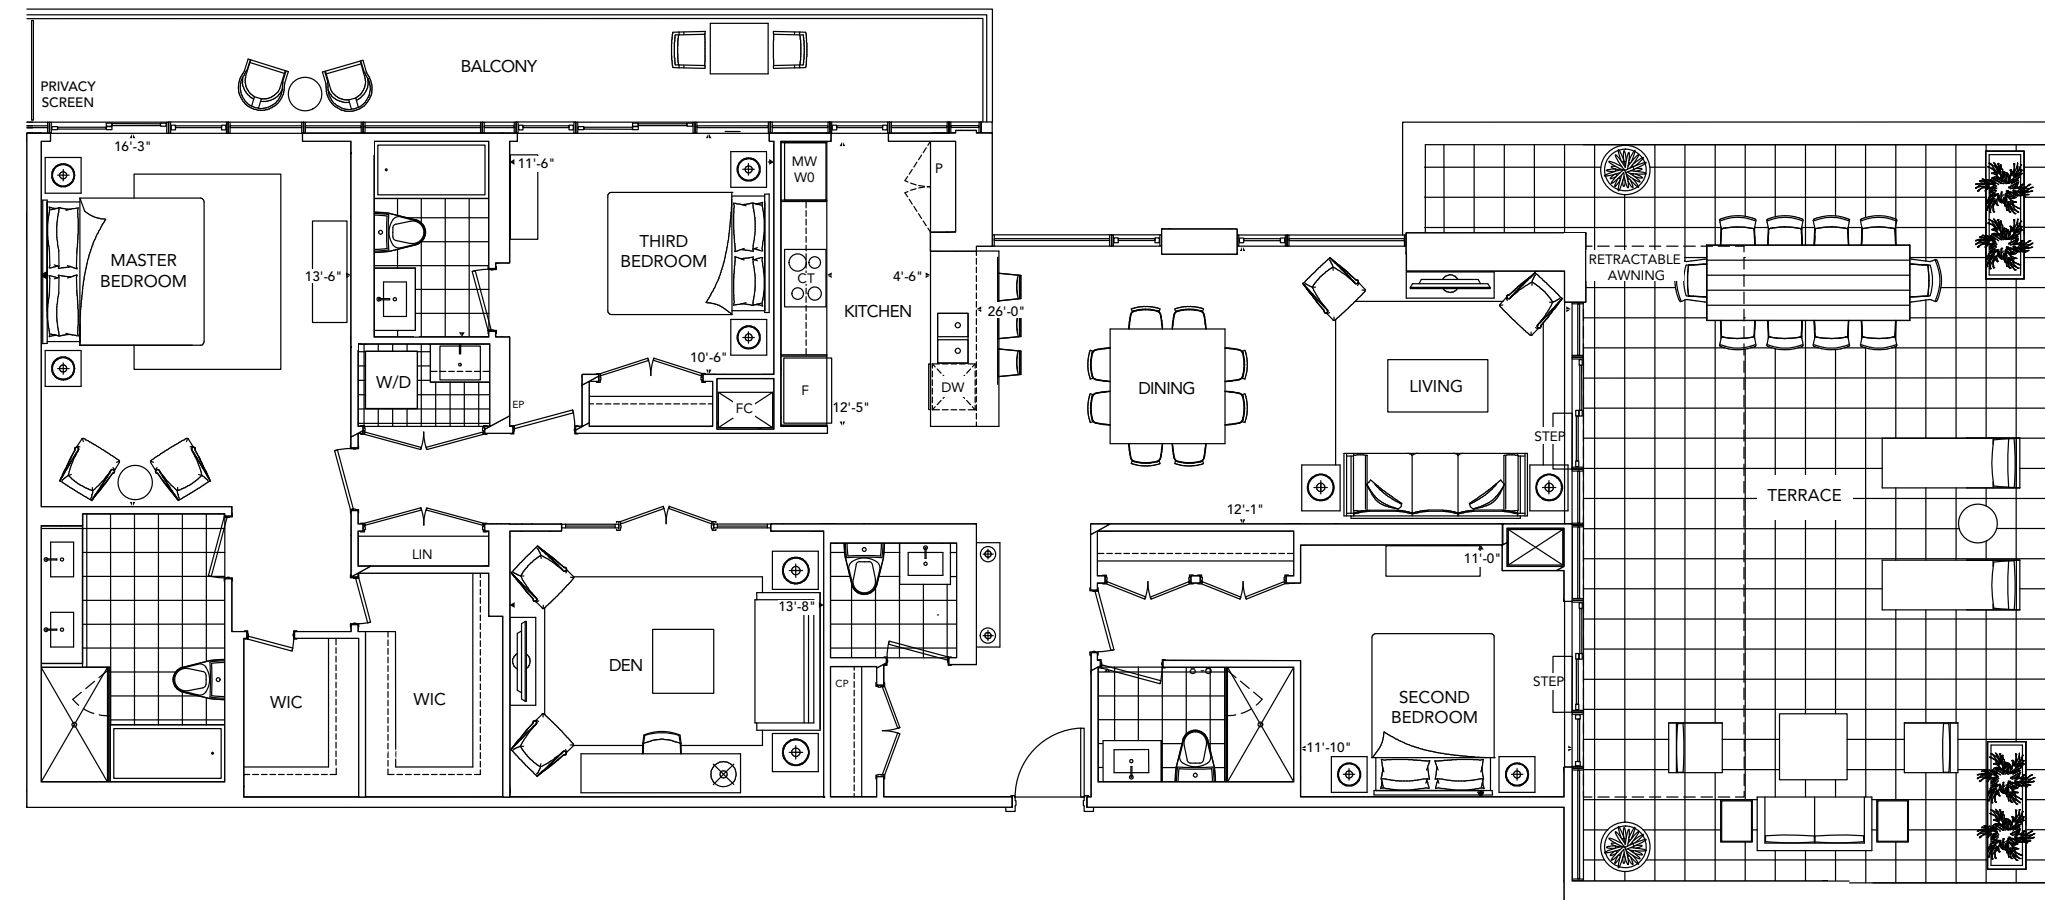 BALCONY
PRIVACY
SCREEN
16'-3"
11'-6"
MW
W0
P
THIRD
BEDROOM
MASTER
BEDROOM
13'-6"
CT
4'-6"
KITCHEN
26'-0"
RETRACTABLE
AWNING
10'-6"
W/D
F
DW
DINING
LIVING
EP
FC
12'-5"
STEP
TERRACE
12'-1"
LIN
11'-0"
13'-8"
DEN
CP
STEP
WIC
WIC
SECOND
BEDROOM
11'-10"